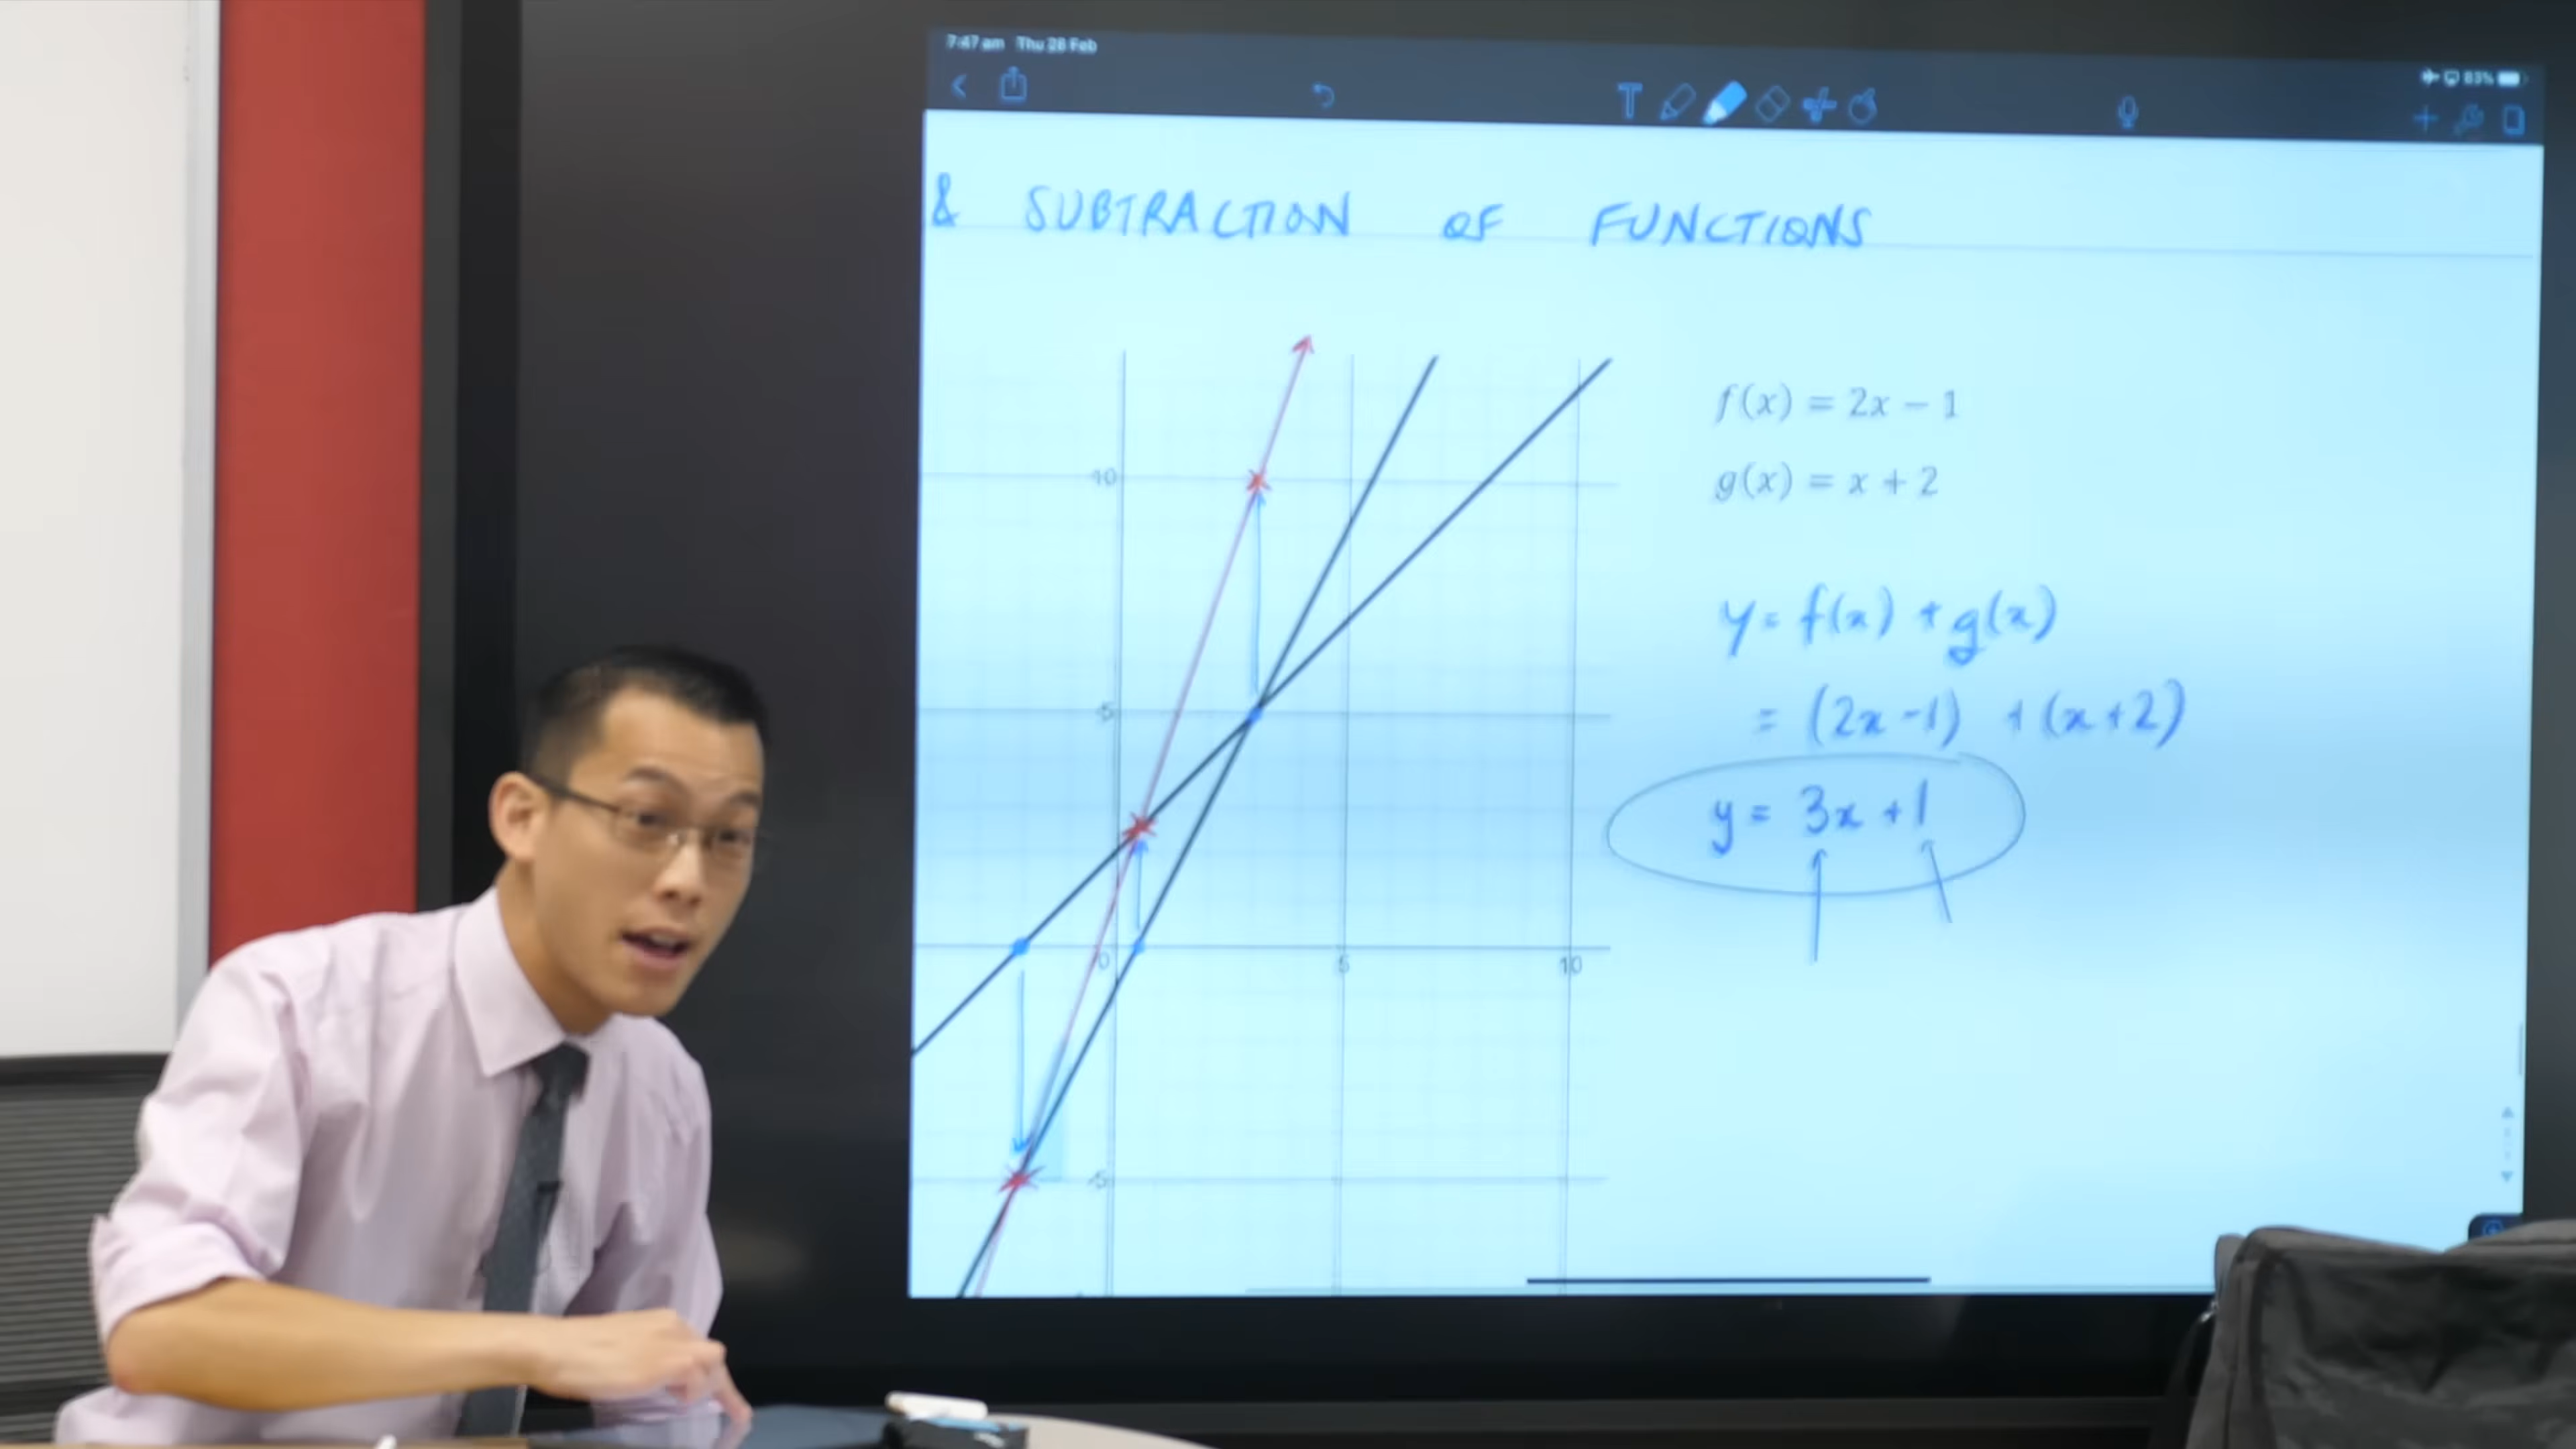 7:47 am Thu 28 Feb
83%
T
& SUBTRACTION OF FUNCTIONS
10
5
0
5
10
-5
f(x) = 2x − 1
g(x) = x + 2
y = f(x) + g(x)
= (2x -1) + (x + 2)
y = 3x + 1